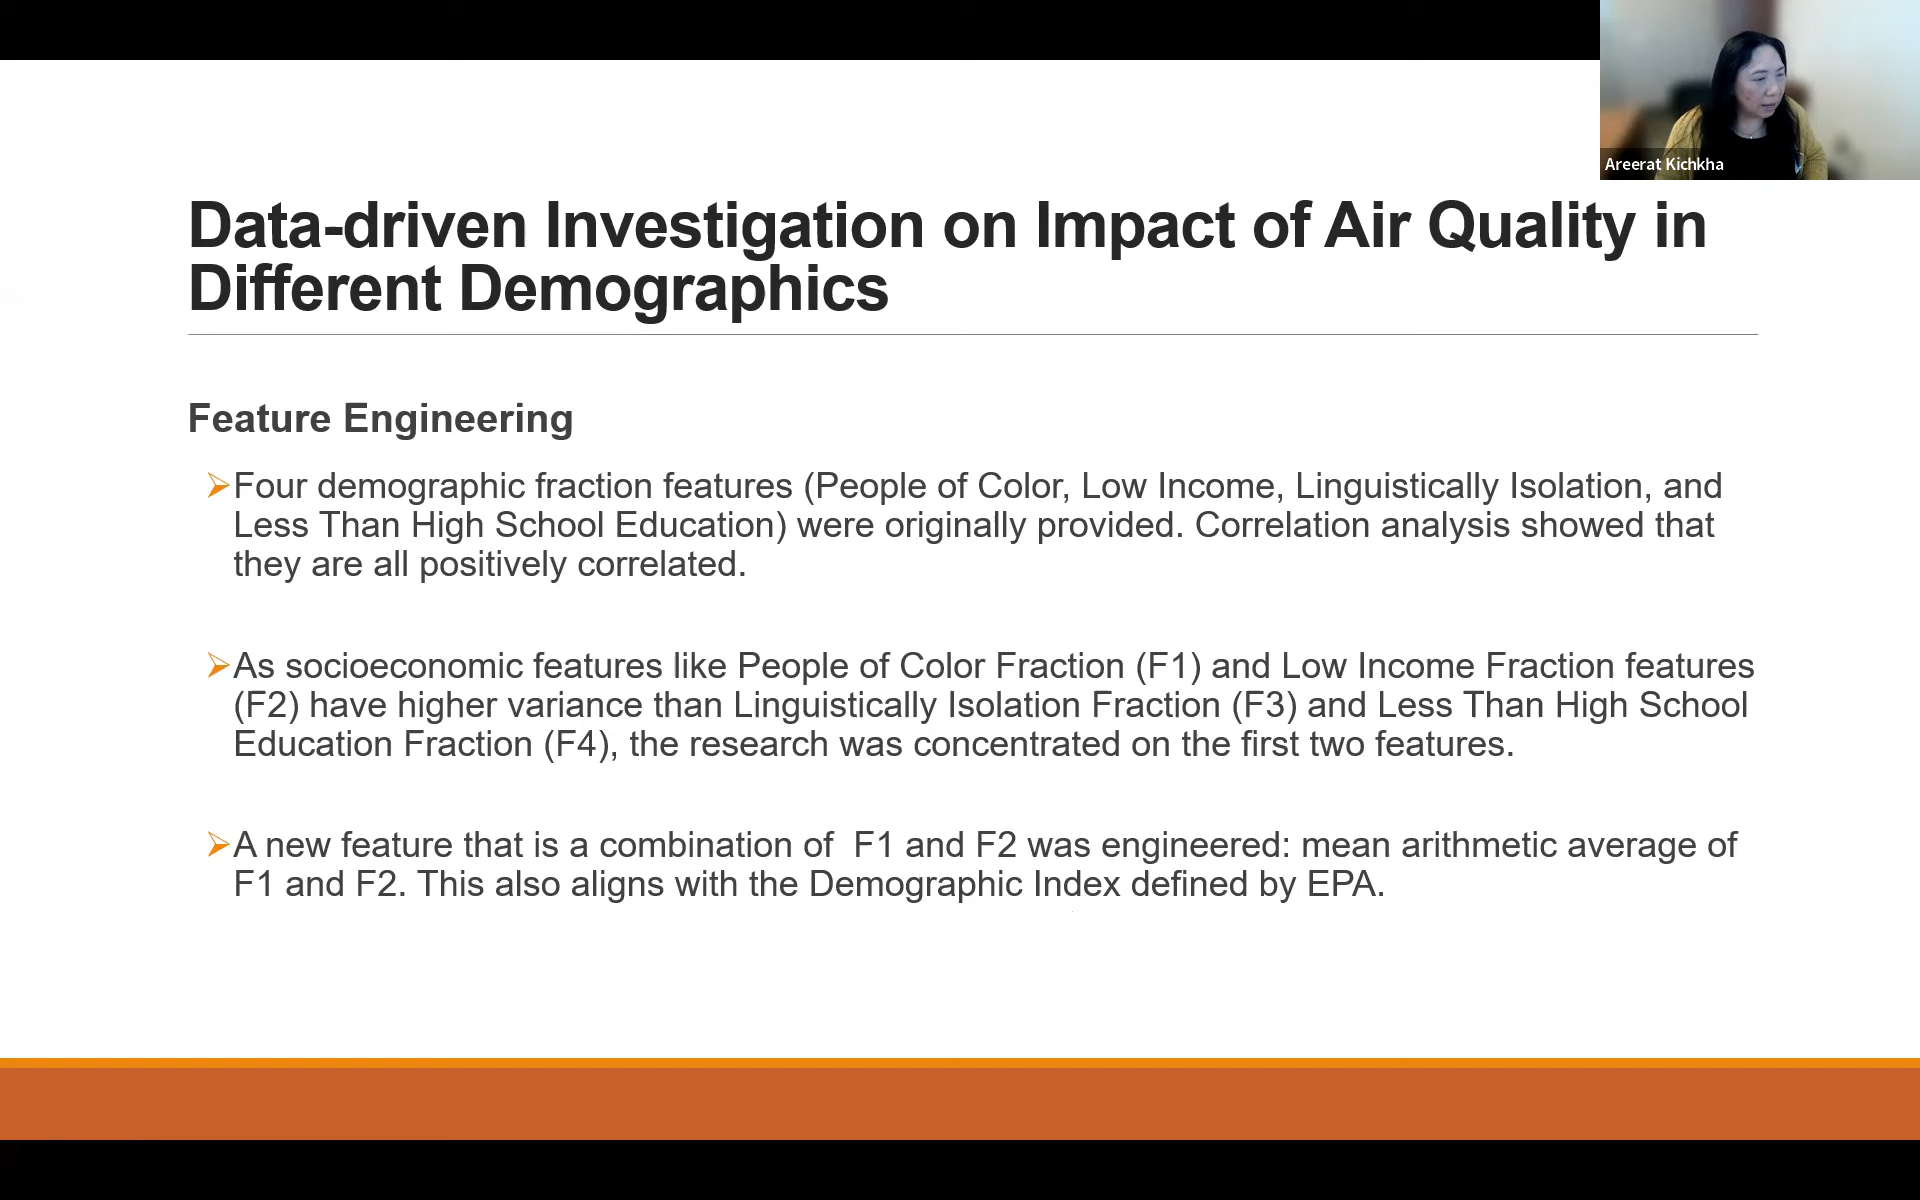 Areerat Kichkha
Data-driven Investigation on Impact of Air Quality in
Different Demographics
Feature Engineering
➢Four demographic fraction features (People of Color, Low Income, Linguistically Isolation, and
Less Than High School Education) were originally provided. Correlation analysis showed that
they are all positively correlated.
➢As socioeconomic features like People of Color Fraction (F1) and Low Income Fraction features
(F2) have higher variance than Linguistically Isolation Fraction (F3) and Less Than High School
Education Fraction (F4), the research was concentrated on the first two features.
➢A new feature that is a combination of  F1 and F2 was engineered: mean arithmetic average of
F1 and F2. This also aligns with the Demographic Index defined by EPA.